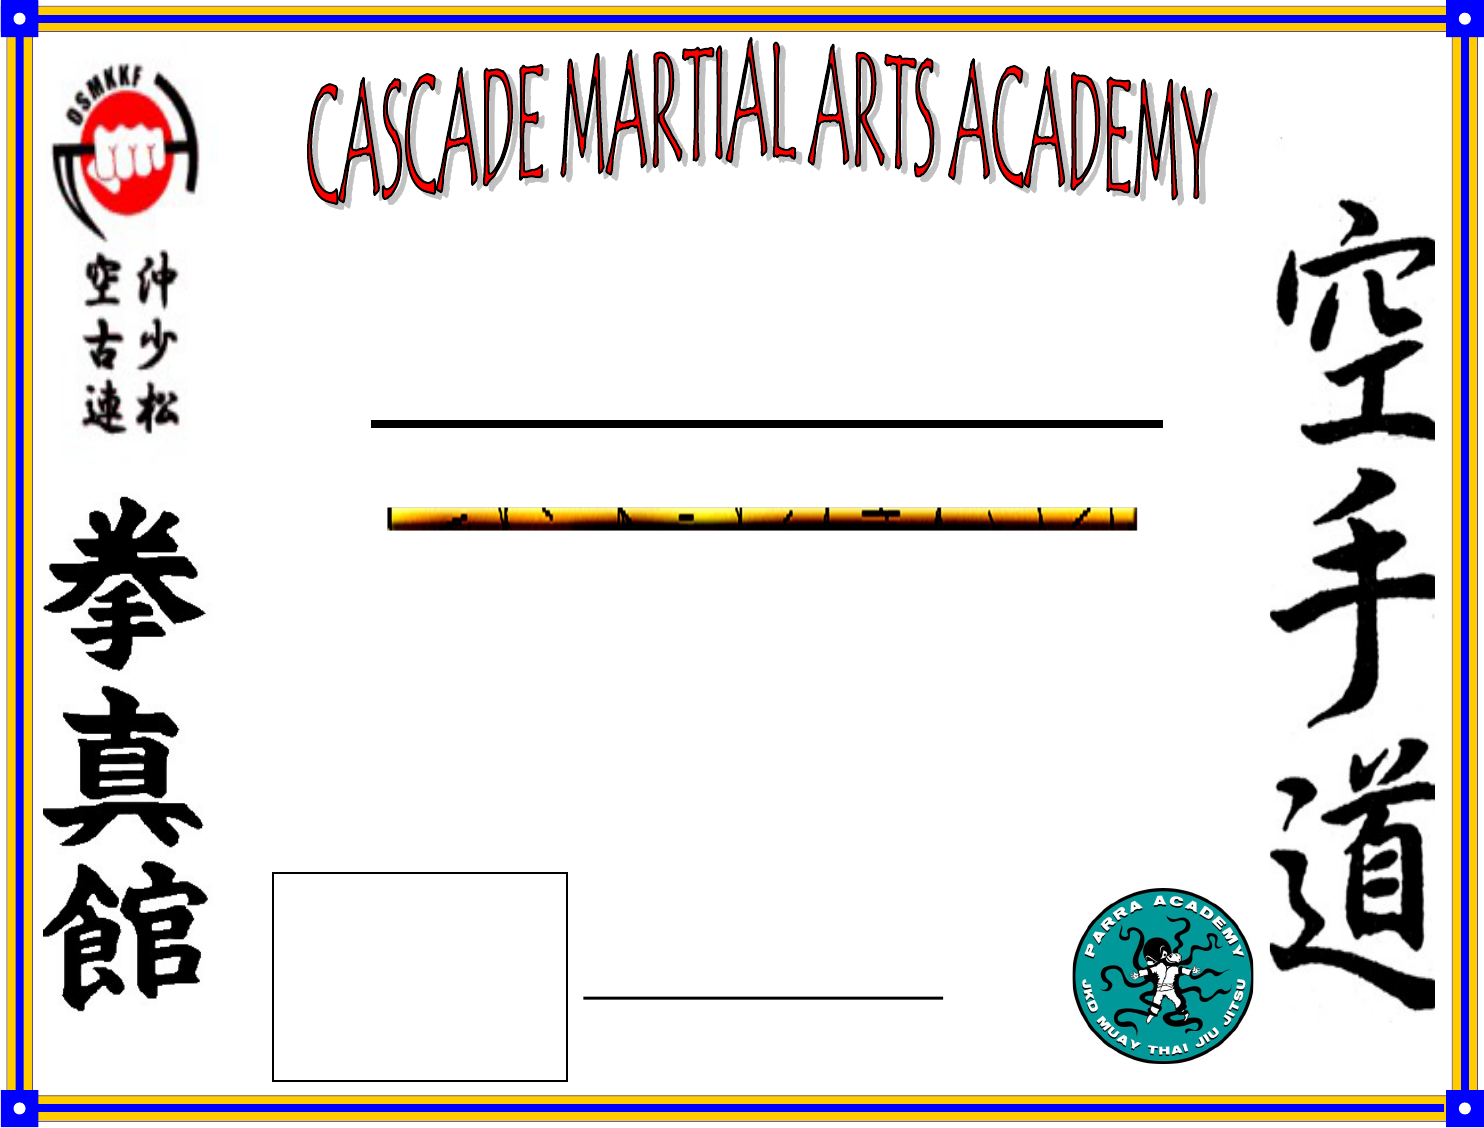 CASCADE MARTIAL ARTS ACADEMY
OSMKKF
沖少松
空古連
拳真館
空手道
PARRA ACADEMY
JKD MUAY THAI JIU JITSU